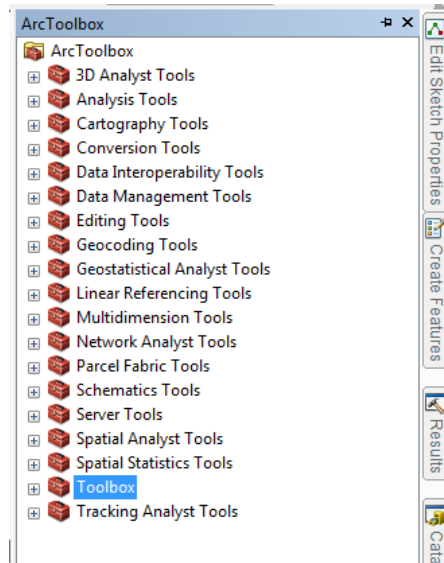 ArcToolbox
ArcToolbox
3D Analyst Tools
Analysis Tools
Cartography Tools
Conversion Tools
Data Interoperability Tools
Data Management Tools
Editing Tools
Geocoding Tools
Geostatistical Analyst Tools
Linear Referencing Tools
Multidimension Tools
Network Analyst Tools
Parcel Fabric Tools
Schematics Tools
Server Tools
Spatial Analyst Tools
Spatial Statistics Tools
Toolbox
Tracking Analyst Tools
Edit Sketch Properties
Create Features
Results
Cata